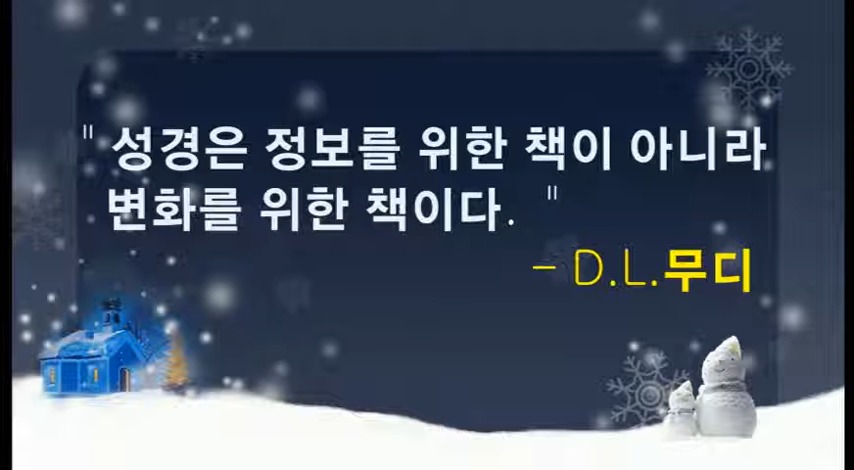 " 성경은 정보를 위한 책이 아니라
변화를 위한 책이다. "
- D.L.무디